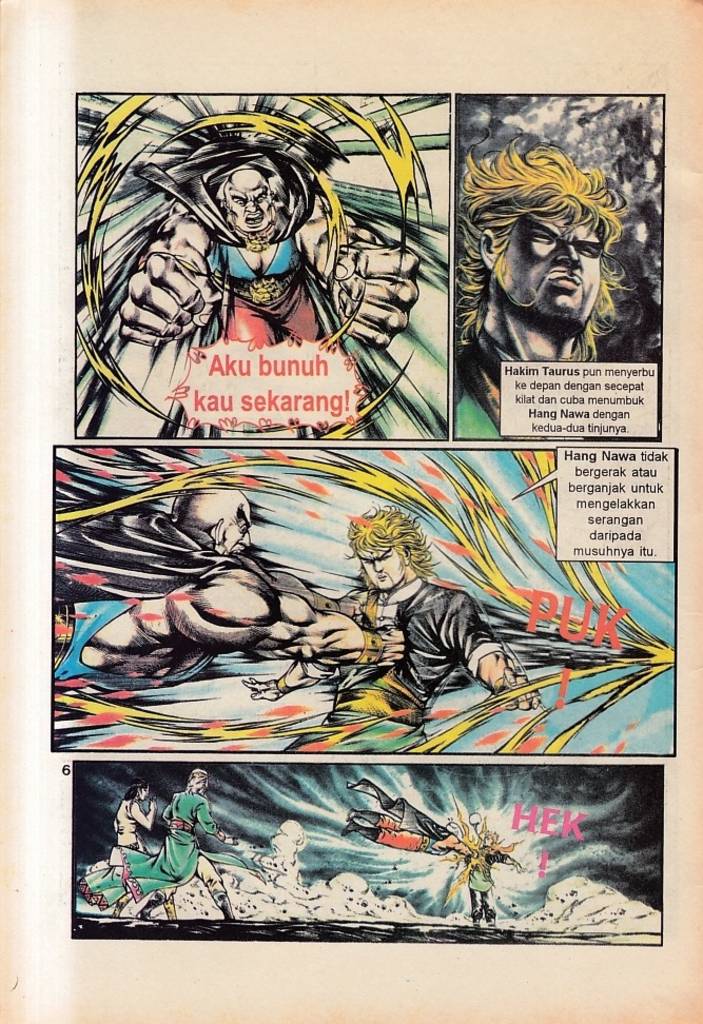 Aku bunuh
kau sekarang!
Hakim Taurus pun menyerbu
ke depan dengan secepat
kilat dan cuba menumbuk
Hang Nawa dengan
kedua-dua tinjunya.
Hang Nawa tidak
bergerak atau
berganjak untuk
mengelakkan
serangan
daripada
musuhnya itu.
PUK
!
6
HEK
!